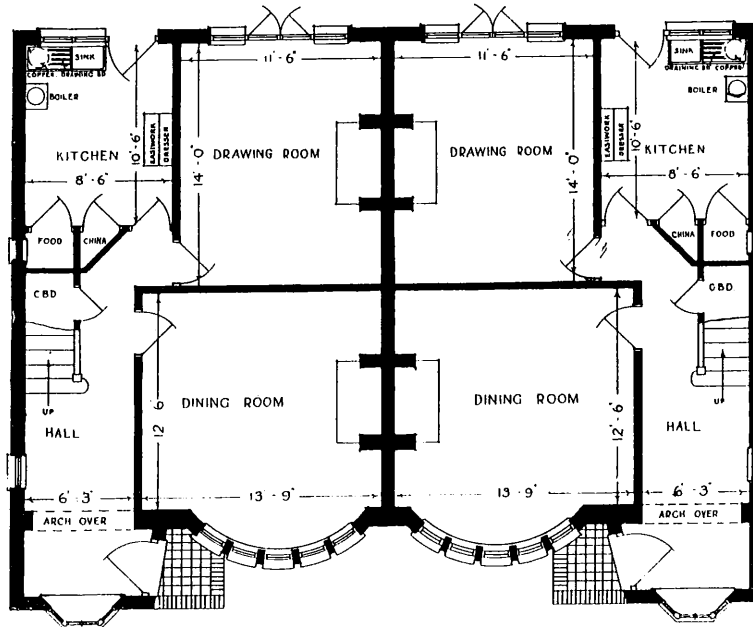 11'-6"
11'-6"
SINK
COPPER. DRAINING BD
BOILER
SINK
DRAINING BD COPPER
BOILER
EASIWORK
DRESSER
10'-6"
KITCHEN
8'-6"
14'-0"
DRAWING ROOM
DRAWING ROOM
14'-0"
EASIWORK
DRESSER
10'-6"
KITCHEN
8'-6"
FOOD
CHINA
CHINA
FOOD
CBD
CBD
UP
HALL
12'6"
DINING ROOM
DINING ROOM
12'-6"
UP
HALL
6'-3"
13'-9"
13'-9"
6'-3"
ARCH OVER
ARCH OVER